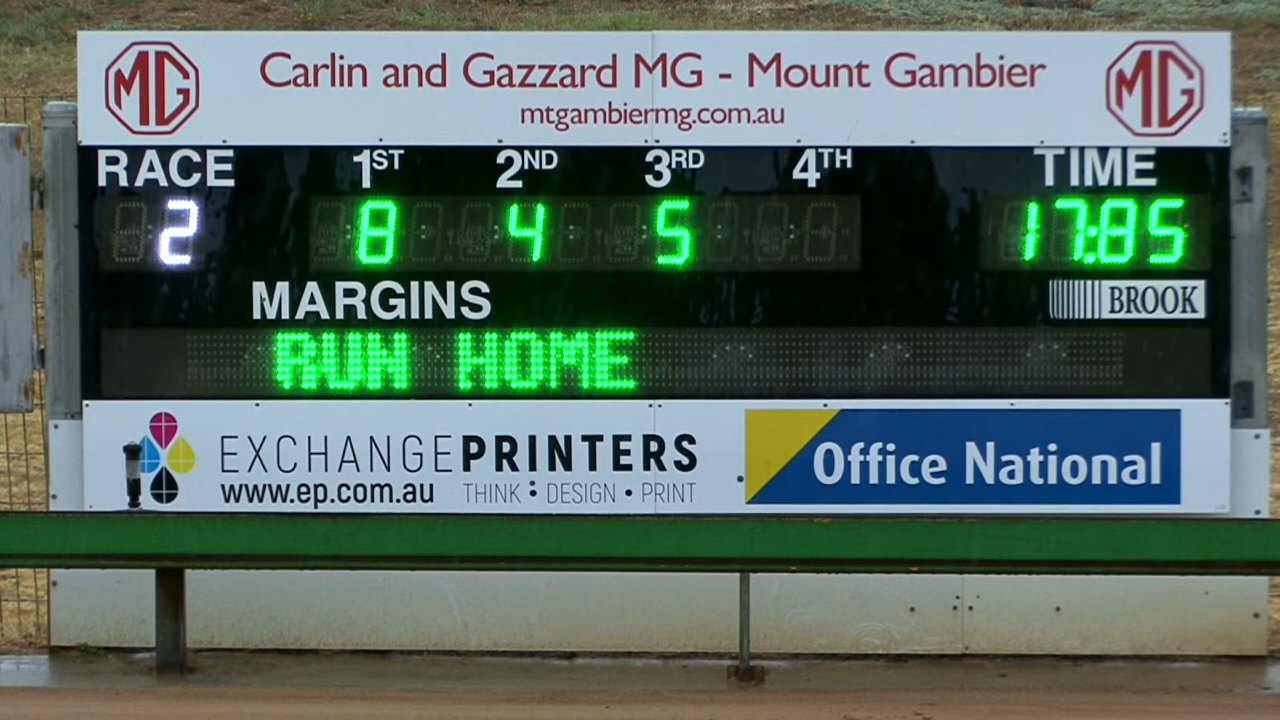 MG Carlin and Gazzard MG - Mount Gambier MG
mtgambiermg.com.au
RACE 1ST 2ND 3RD 4TH TIME
2 8 4 5 17:85
MARGINS BROOK
RUN HOME
EXCHANGEPRINTERS Office National
www.ep.com.au THINK • DESIGN • PRINT